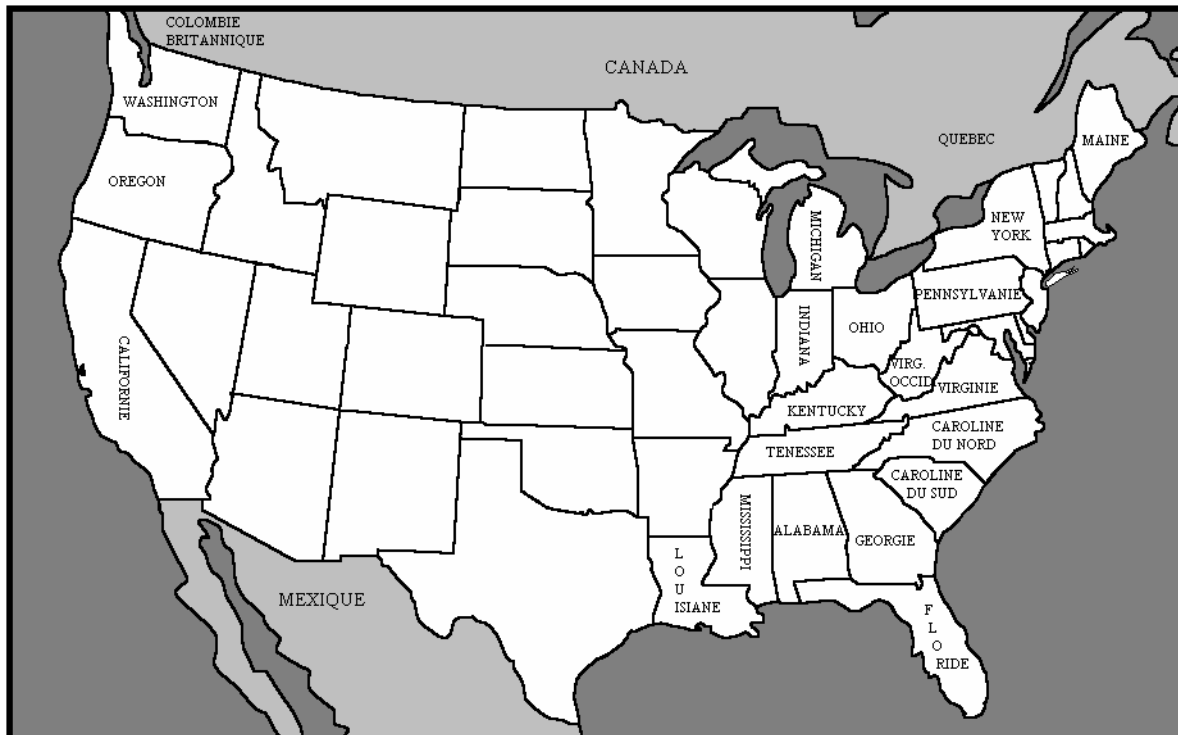 COLOMBIE
BRITANNIQUE
CANADA
WASHINGTON
QUEBEC
MAINE
OREGON
NEW
YORK
MICHIGAN
PENNSYLVANIE
INDIANA
OHIO
CALIFORNIE
VIRG.
OCCID
VIRGINIE
KENTUCKY
CAROLINE
DU NORD
TENESSEE
CAROLINE
DU SUD
MISSISSIPPI
ALABAMA
GEORGIE
L
O
U
ISIANE
MEXIQUE
F
L
O
RIDE